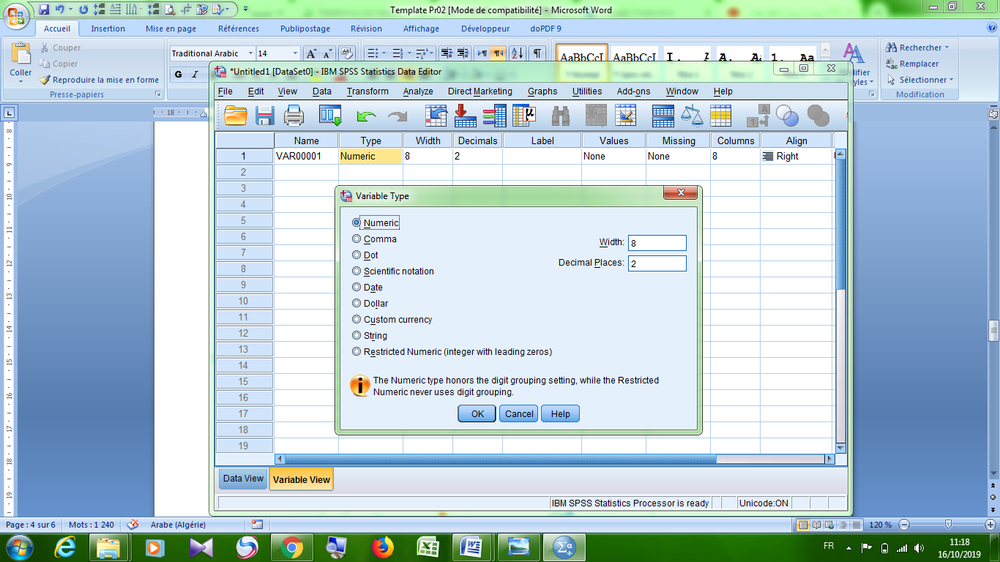 Template Pr02 [Mode de compatibilité] - Microsoft Word
Accueil Insertion Mise en page Références Publipostage Révision Affichage Développeur doPDF 9
Coller
Couper
Copier
Reproduire la mise en forme
Presse-papiers
Traditional Arabic 14
G I
AaBbCcI AaBbCcI
Rechercher
Remplacer
Sélectionner
Modification
18
*Untitled1 [DataSet0] - IBM SPSS Statistics Data Editor
File Edit View Data Transform Analyze Direct Marketing Graphs Utilities Add-ons Window Help
Name Type Width Decimals Label Values Missing Columns Align
1 VAR00001 Numeric 8 2 None None 8 Right
2
3
4
5
6
7
8
9
10
11
12
13
14
15
16
17
18
19
Variable Type
Numeric
Comma
Dot
Scientific notation
Date
Dollar
Custom currency
String
Restricted Numeric (integer with leading zeros)
Width: 8
Decimal Places: 2
The Numeric type honors the digit grouping setting, while the Restricted
Numeric never uses digit grouping.
OK Cancel Help
Data View Variable View
IBM SPSS Statistics Processor is ready Unicode:ON
Page : 4 sur 6 Mots : 1 240 Arabe (Algérie) 120 %
FR 11:18
16/10/2019